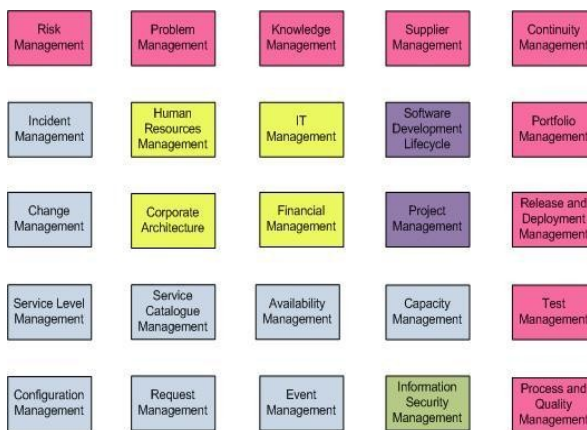 Risk
Management
Problem
Management
Knowledge
Management
Supplier
Management
Continuity
Management
Incident
Management
Human
Resources
Management
IT
Management
Software
Development
Lifecycle
Portfolio
Management
Change
Management
Corporate
Architecture
Financial
Management
Project
Management
Release and
Deployment
Management
Service Level
Management
Service
Catalogue
Management
Availability
Management
Capacity
Management
Test
Management
Configuration
Management
Request
Management
Event
Management
Information
Security
Management
Process and
Quality
Management